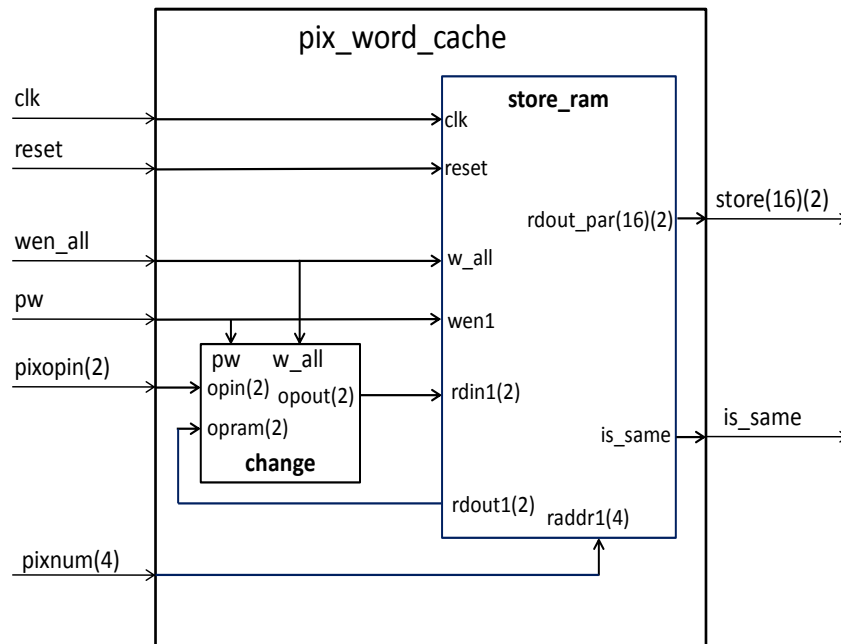 pix_word_cache
clk
reset
wen_all
pw
pixopin(2)
pixnum(4)
store_ram
clk
reset
w_all
wen1
rdin1(2)
rdout1(2)
raddr1(4)
rdout_par(16)(2)
is_same
pw w_all
opin(2)
opout(2)
opram(2)
change
store(16)(2)
is_same